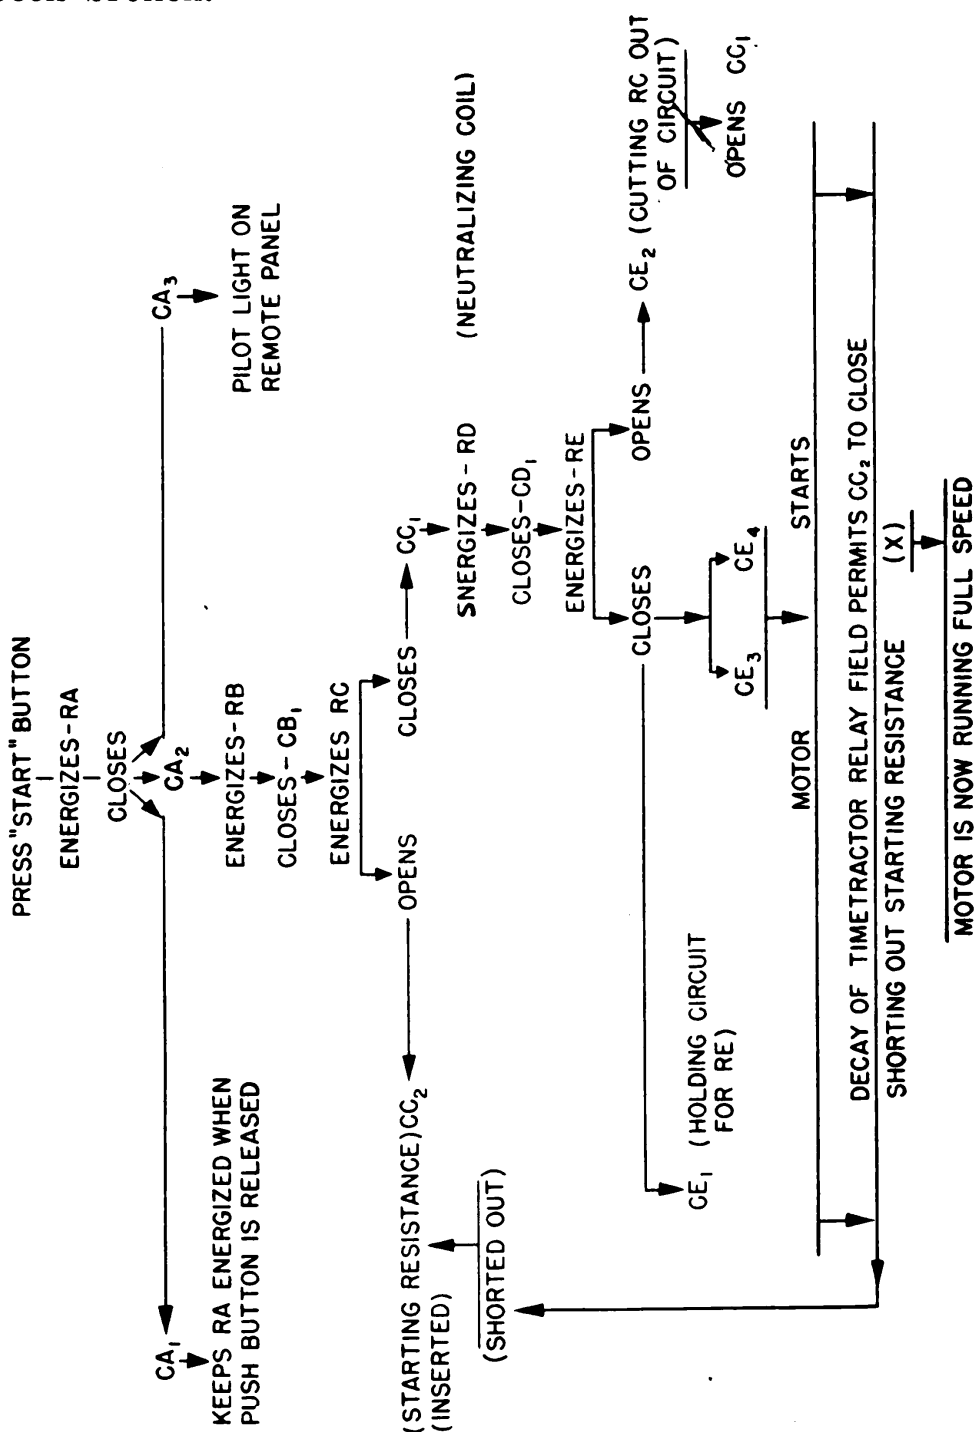 PRESS "START" BUTTON
ENERGIZES-RA
CLOSES
CA1
CA2
CA3
KEEPS RA ENERGIZED WHEN
PUSH BUTTON IS RELEASED
PILOT LIGHT ON
REMOTE PANEL
ENERGIZES-RB
CLOSES-CB1
ENERGIZES RC
OPENS
CLOSES
(STARTING RESISTANCE) CC2
(INSERTED)
(SHORTED OUT)
CC1
SNERGIZES-RD
(NEUTRALIZING COIL)
CLOSES-CD1
ENERGIZES-RE
CLOSES
OPENS
CE1 (HOLDING CIRCUIT
FOR RE)
CE3
CE4
CE2 (CUTTING RC OUT
OF CIRCUIT)
OPENS CC1
MOTOR STARTS
DECAY OF TIMETRACTOR RELAY FIELD PERMITS CC2 TO CLOSE
SHORTING OUT STARTING RESISTANCE (X)
MOTOR IS NOW RUNNING FULL SPEED